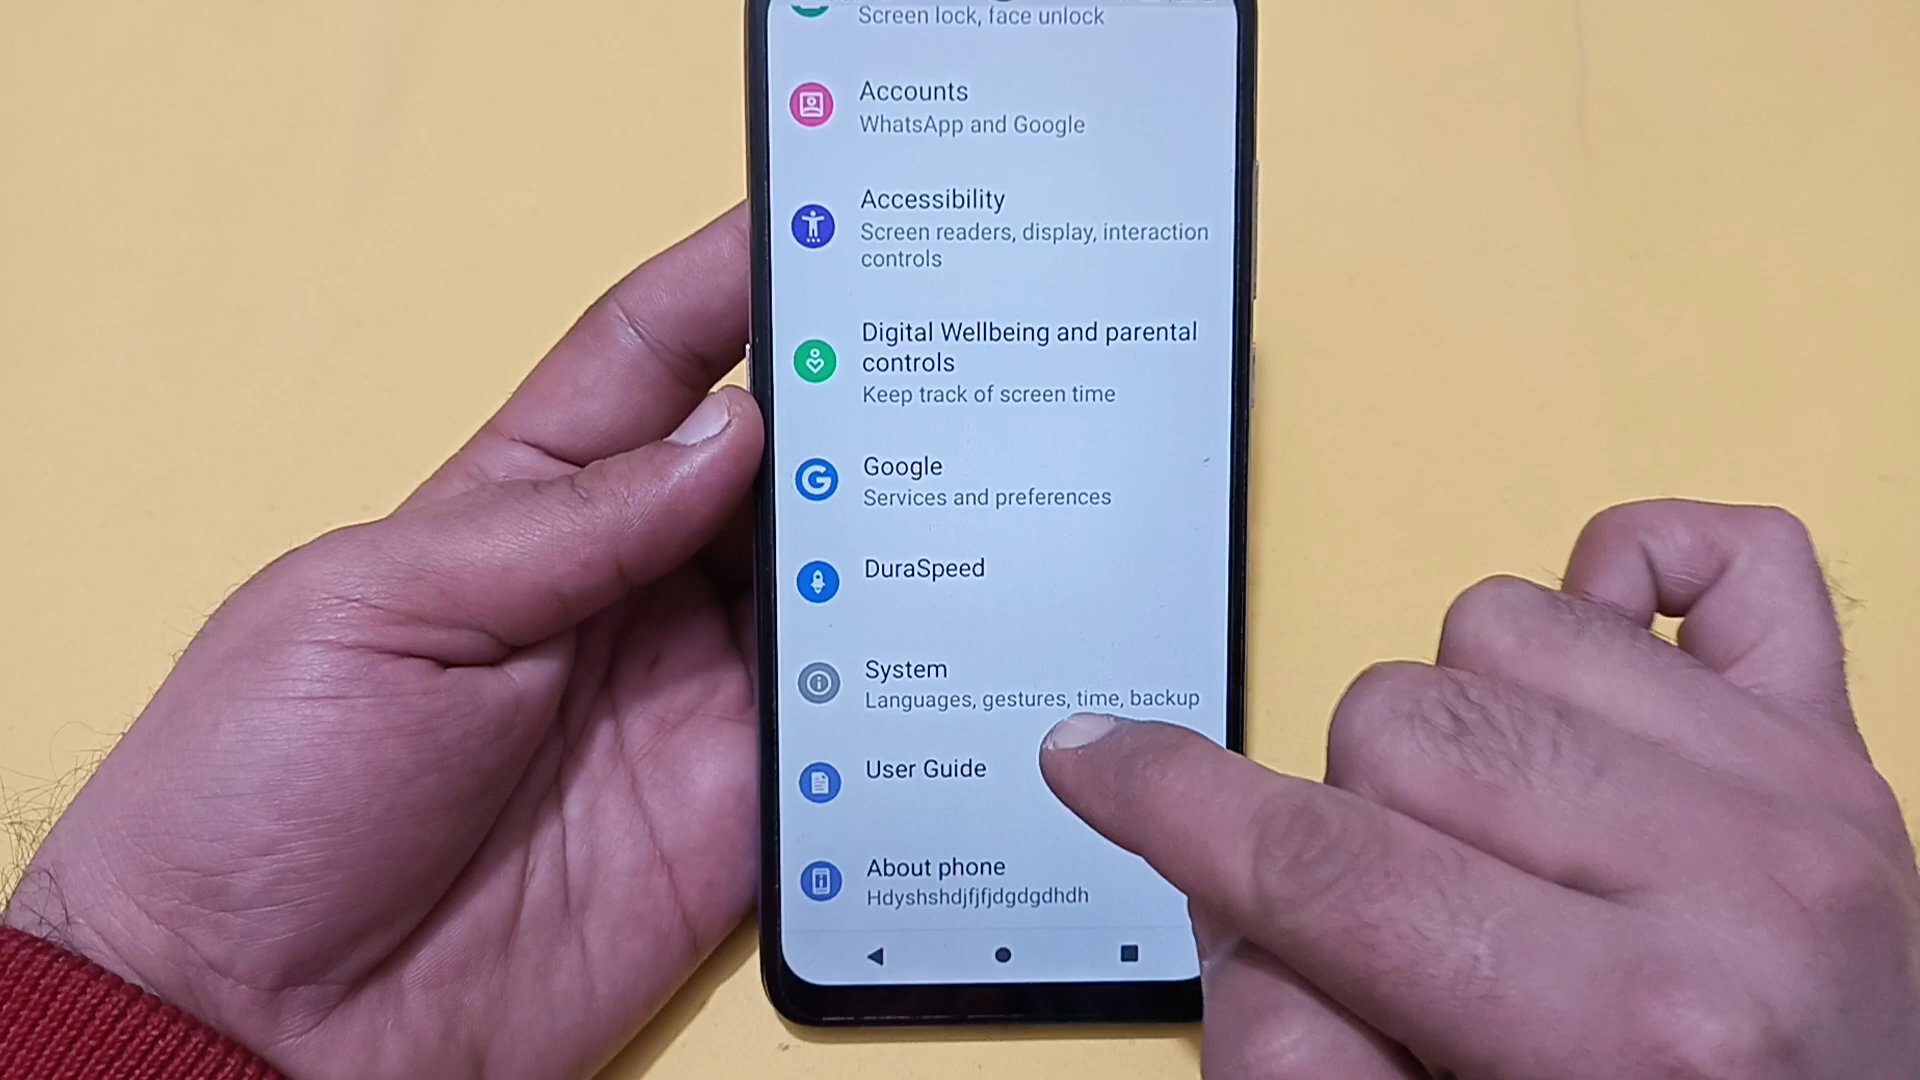 Screen lock, face unlock
Accounts
WhatsApp and Google
Accessibility
Screen readers, display, interaction
controls
Digital Wellbeing and parental
controls
Keep track of screen time
Google
Services and preferences
DuraSpeed
System
Languages, gestures, time, backup
User Guide
About phone
Hdyshshdjfjfjdgdgdhdh